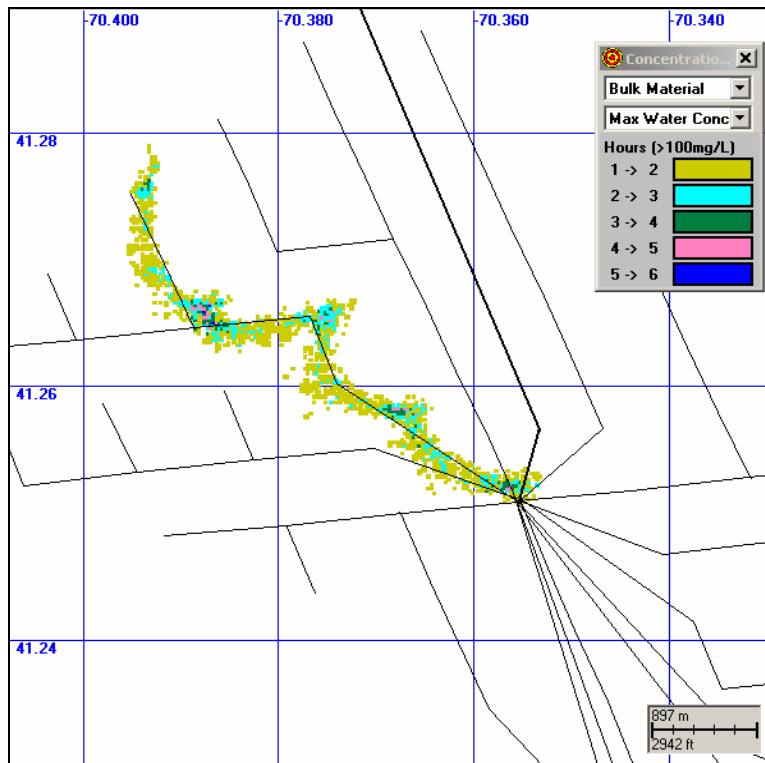 -70.400 -70.380 -70.360 -70.340
Concentratio...
Bulk Material
Max Water Conc
Hours (>100mg/L)
1 -> 2
2 -> 3
3 -> 4
4 -> 5
5 -> 6
41.28
41.26
41.24
897 m
2942 ft